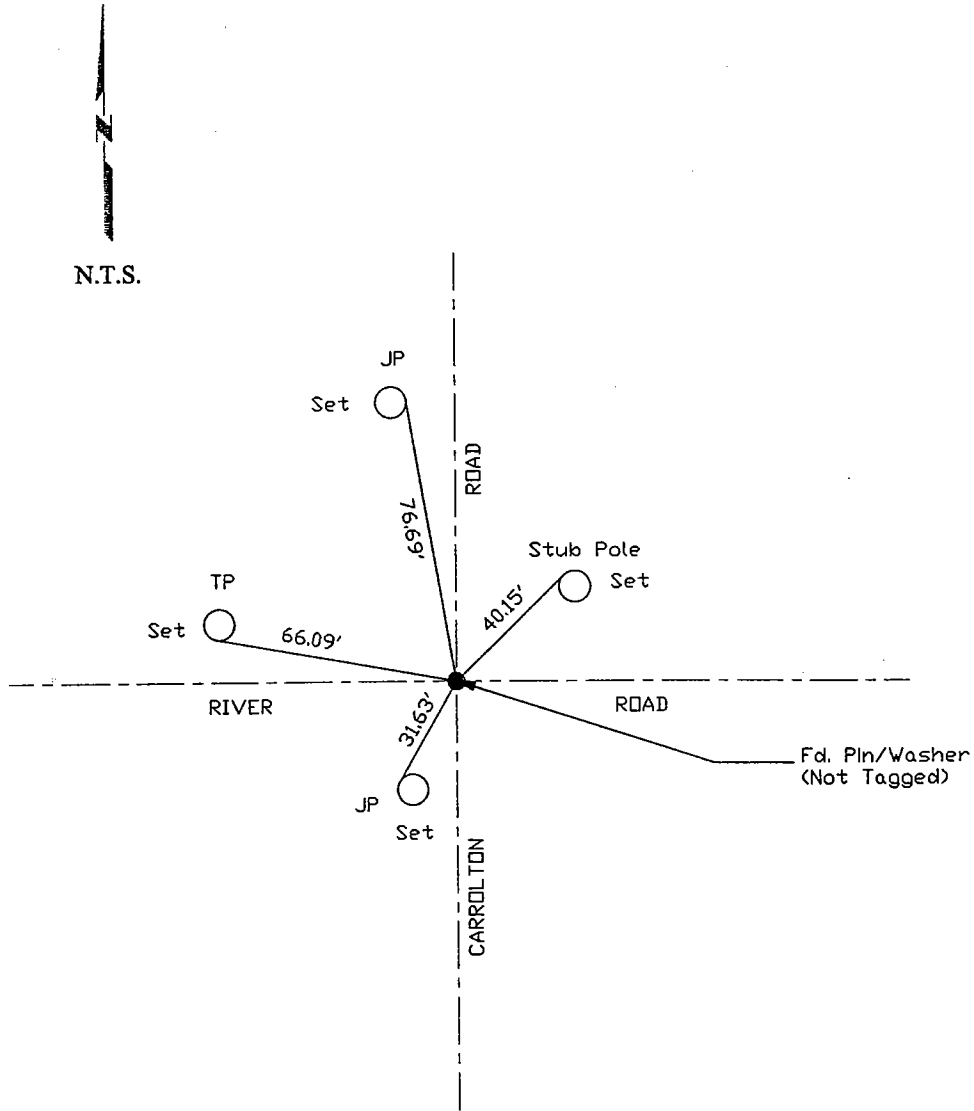 N
N.T.S.
JP
Set
ROAD
76.69'
Stub Pole
Set
40.15'
TP
Set
66.09'
RIVER
ROAD
31.63'
Fd. Pin/Washer
(Not Tagged)
JP
Set
CARROLTON